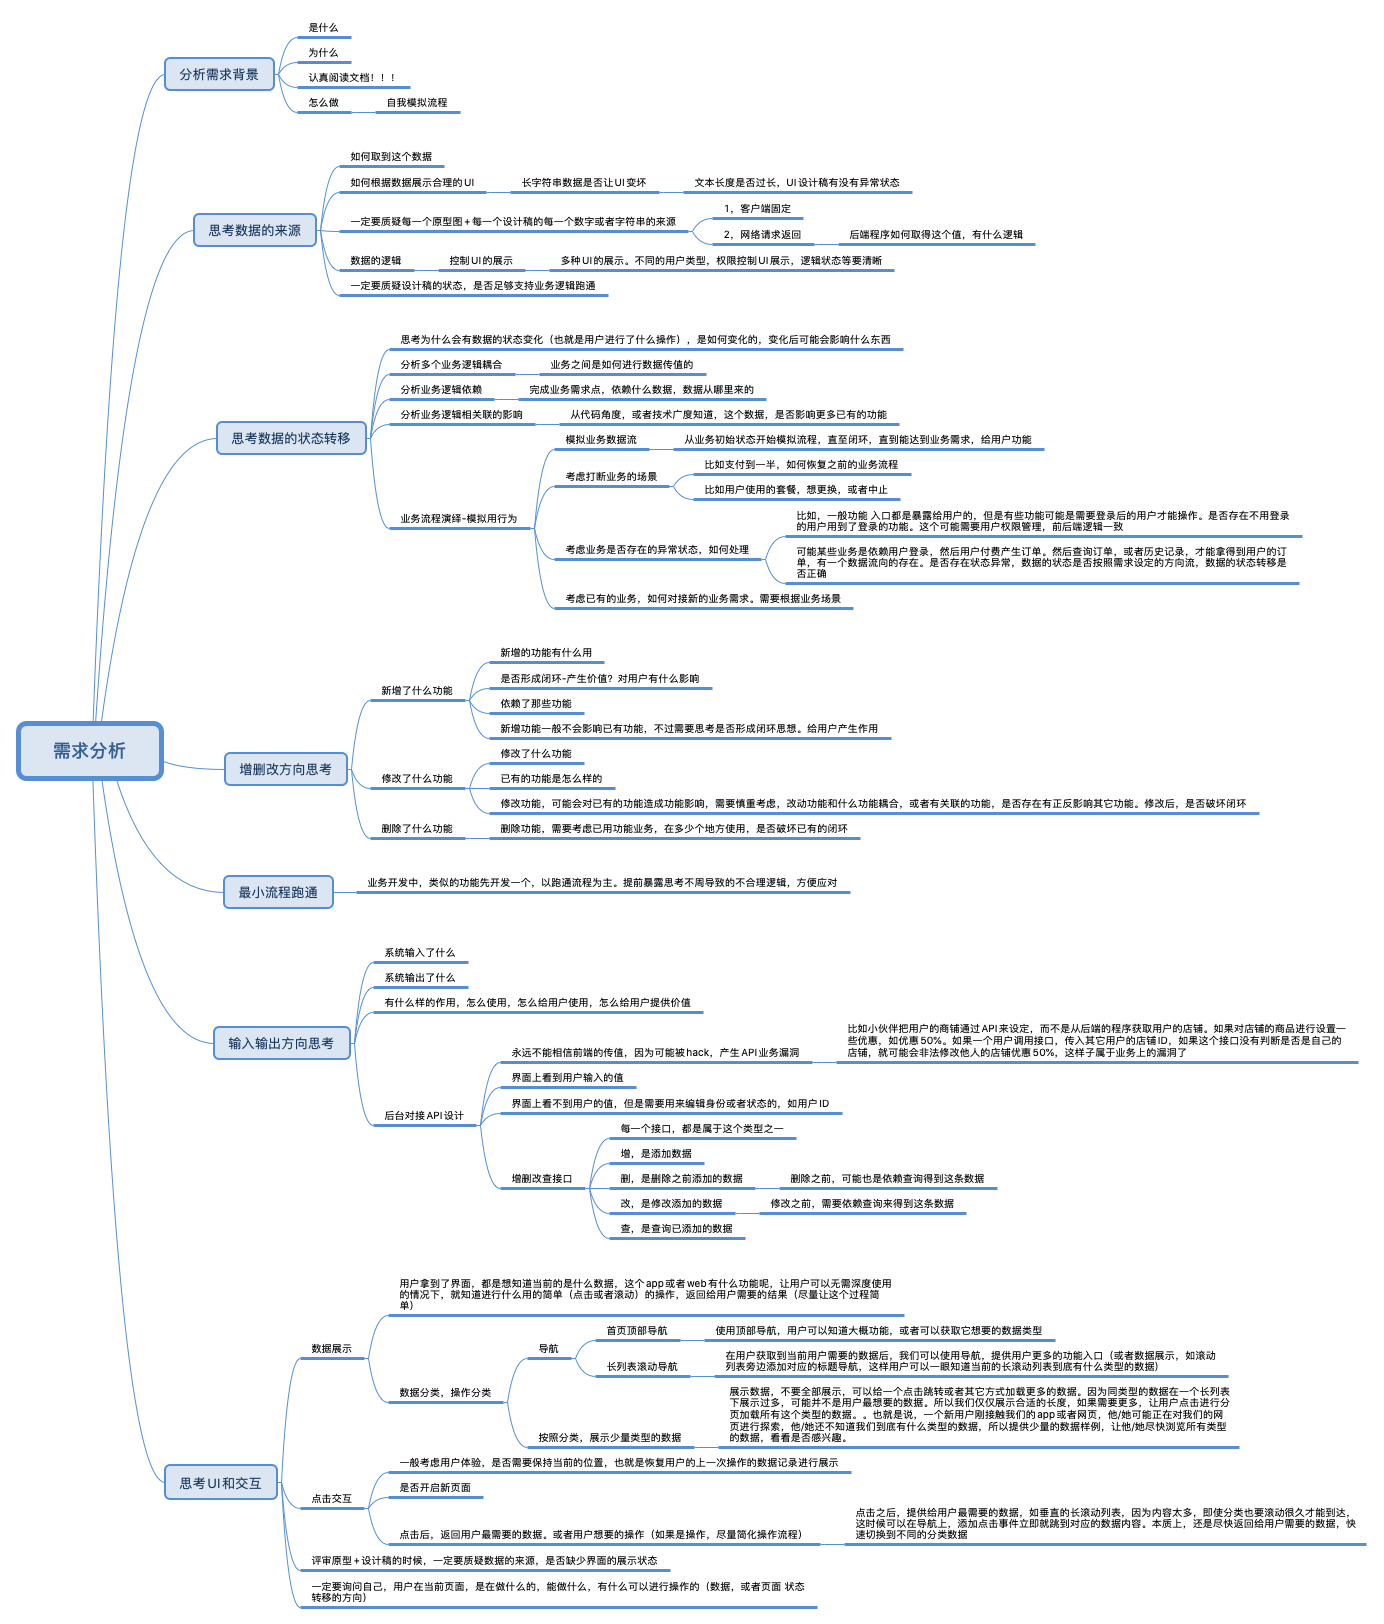 需求分析
分析需求背景
是什么
为什么
认真阅读文档！！！
怎么做
自我模拟流程
思考数据的来源
如何取到这个数据
如何根据数据展示合理的UI
长字符串数据是否让UI变坏
文本长度是否过长，UI设计稿有没有异常状态
一定要质疑每一个原型图+每一个设计稿的每一个数字或者字符串的来源
1，客户端固定
2，网络请求返回
后端程序如何取得这个值，有什么逻辑
数据的逻辑
控制UI的展示
多种UI的展示。不同的用户类型，权限控制UI展示，逻辑状态等要清晰
一定要质疑设计稿的状态，是否足够支持业务逻辑跑通
思考数据的状态转移
思考为什么会有数据的状态变化（也就是用户进行了什么操作），是如何变化的，变化后可能会影响什么东西
分析多个业务逻辑耦合
业务之间是如何进行数据传值的
分析业务逻辑依赖
完成业务需求点，依赖什么数据，数据从哪里来的
分析业务逻辑相关联的影响
从代码角度，或者技术广度知道，这个数据，是否影响更多已有的功能
业务流程演绎-模拟用行为
模拟业务数据流
从业务初始状态开始模拟流程，直至闭环，直到能达到业务需求，给用户功能
考虑打断业务的场景
比如支付到一半，如何恢复之前的业务流程
比如用户使用的套餐，想更换，或者中止
考虑业务是否存在的异常状态，如何处理
比如，一般功能 入口都是暴露给用户的，但是有些功能可能是需要登录后的用户才能操作。是否存在不用登录
的用户用到了登录的功能。这个可能需要用户权限管理，前后端逻辑一致
可能某些业务是依赖用户登录，然后用户付费产生订单。然后查询订单，或者历史记录，才能拿得到用户的订
单，有一个数据流向的存在。是否存在状态异常，数据的状态是否按照需求设定的方向流，数据的状态转移是
否正确
考虑已有的业务，如何对接新的业务需求。需要根据业务场景
增删改方向思考
新增了什么功能
新增的功能有什么用
是否形成闭环-产生价值？对用户有什么影响
依赖了那些功能
新增功能一般不会影响已有功能，不过需要思考是否形成闭环思想。给用户产生作用
修改了什么功能
修改了什么功能
已有的功能是怎么样的
修改功能，可能会对已有的功能造成功能影响，需要慎重考虑，改动功能和什么功能耦合，或者有关联的功能，是否存在有正反影响其它功能。修改后，是否破坏闭环
删除了什么功能
删除功能，需要考虑已用功能业务，在多少个地方使用，是否破坏已有的闭环
最小流程跑通
业务开发中，类似的功能先开发一个，以跑通流程为主。提前暴露思考不周导致的不合理逻辑，方便应对
输入输出方向思考
系统输入了什么
系统输出了什么
有什么样的作用，怎么使用，怎么给用户使用，怎么给用户提供价值
后台对接API设计
永远不能相信前端的传值，因为可能被hack，产生API业务漏洞
比如小伙伴把用户的商铺通过API来设定，而不是从后端的程序获取用户的店铺。如果对店铺的商品进行设置一
些优惠，如优惠50%。如果一个用户调用接口，传入其它用户的店铺ID，如果这个接口没有判断是否是自己的
店铺，就可能会非法修改他人的店铺优惠50%，这样子属于业务上的漏洞了
界面上看到用户输入的值
界面上看不到用户的值，但是需要用来编辑身份或者状态的，如用户ID
增删改查接口
每一个接口，都是属于这个类型之一
增，是添加数据
删，是删除之前添加的数据
删除之前，可能也是依赖查询得到这条数据
改，是修改添加的数据
修改之前，需要依赖查询来得到这条数据
查，是查询已添加的数据
思考UI和交互
数据展示
用户拿到了界面，都是想知道当前的是什么数据，这个app或者web有什么功能呢，让用户可以无需深度使用
的情况下，就知道进行什么用的简单（点击或者滚动）的操作，返回给用户需要的结果（尽量让这个过程简
单）
数据分类，操作分类
导航
首页顶部导航
使用顶部导航，用户可以知道大概功能，或者可以获取它想要的数据类型
长列表滚动导航
在用户获取到当前用户需要的数据后，我们可以使用导航，提供用户更多的功能入口（或者数据展示，如滚动
列表旁边添加对应的标题导航，这样用户可以一眼知道当前的长滚动列表到底有什么类型的数据）
按照分类，展示少量类型的数据
展示数据，不要全部展示，可以给一个点击跳转或者其它方式加载更多的数据。因为同类型的数据在一个长列表
下展示过多，可能并不是用户最想要的数据。所以我们仅仅展示合适的长度，如果需要更多，让用户点击进行分
页加载所有这个类型的数据。。也就是说，一个新用户刚接触我们的app或者网页，他/她可能正在对我们的网
页进行探索，他/她还不知道我们到底有什么类型的数据，所以提供少量的数据样例，让他/她尽快浏览所有类型
的数据，看看是否感兴趣。
点击交互
一般考虑用户体验，是否需要保持当前的位置，也就是恢复用户的上一次操作的数据记录进行展示
是否开启新页面
点击后，返回用户最需要的数据。或者用户想要的操作（如果是操作，尽量简化操作流程）
点击之后，提供给用户最需要的数据，如垂直的长滚动列表，因为内容太多，即使分类也要滚动很久才能到达，
这时候可以在导航上，添加点击事件立即就跳到对应的数据内容。本质上，还是尽快返回给用户需要的数据，快
速切换到不同的分类数据
评审原型+设计稿的时候，一定要质疑数据的来源，是否缺少界面的展示状态
一定要询问自己，用户在当前页面，是在做什么的，能做什么，有什么可以进行操作的（数据，或者页面 状态
转移的方向）